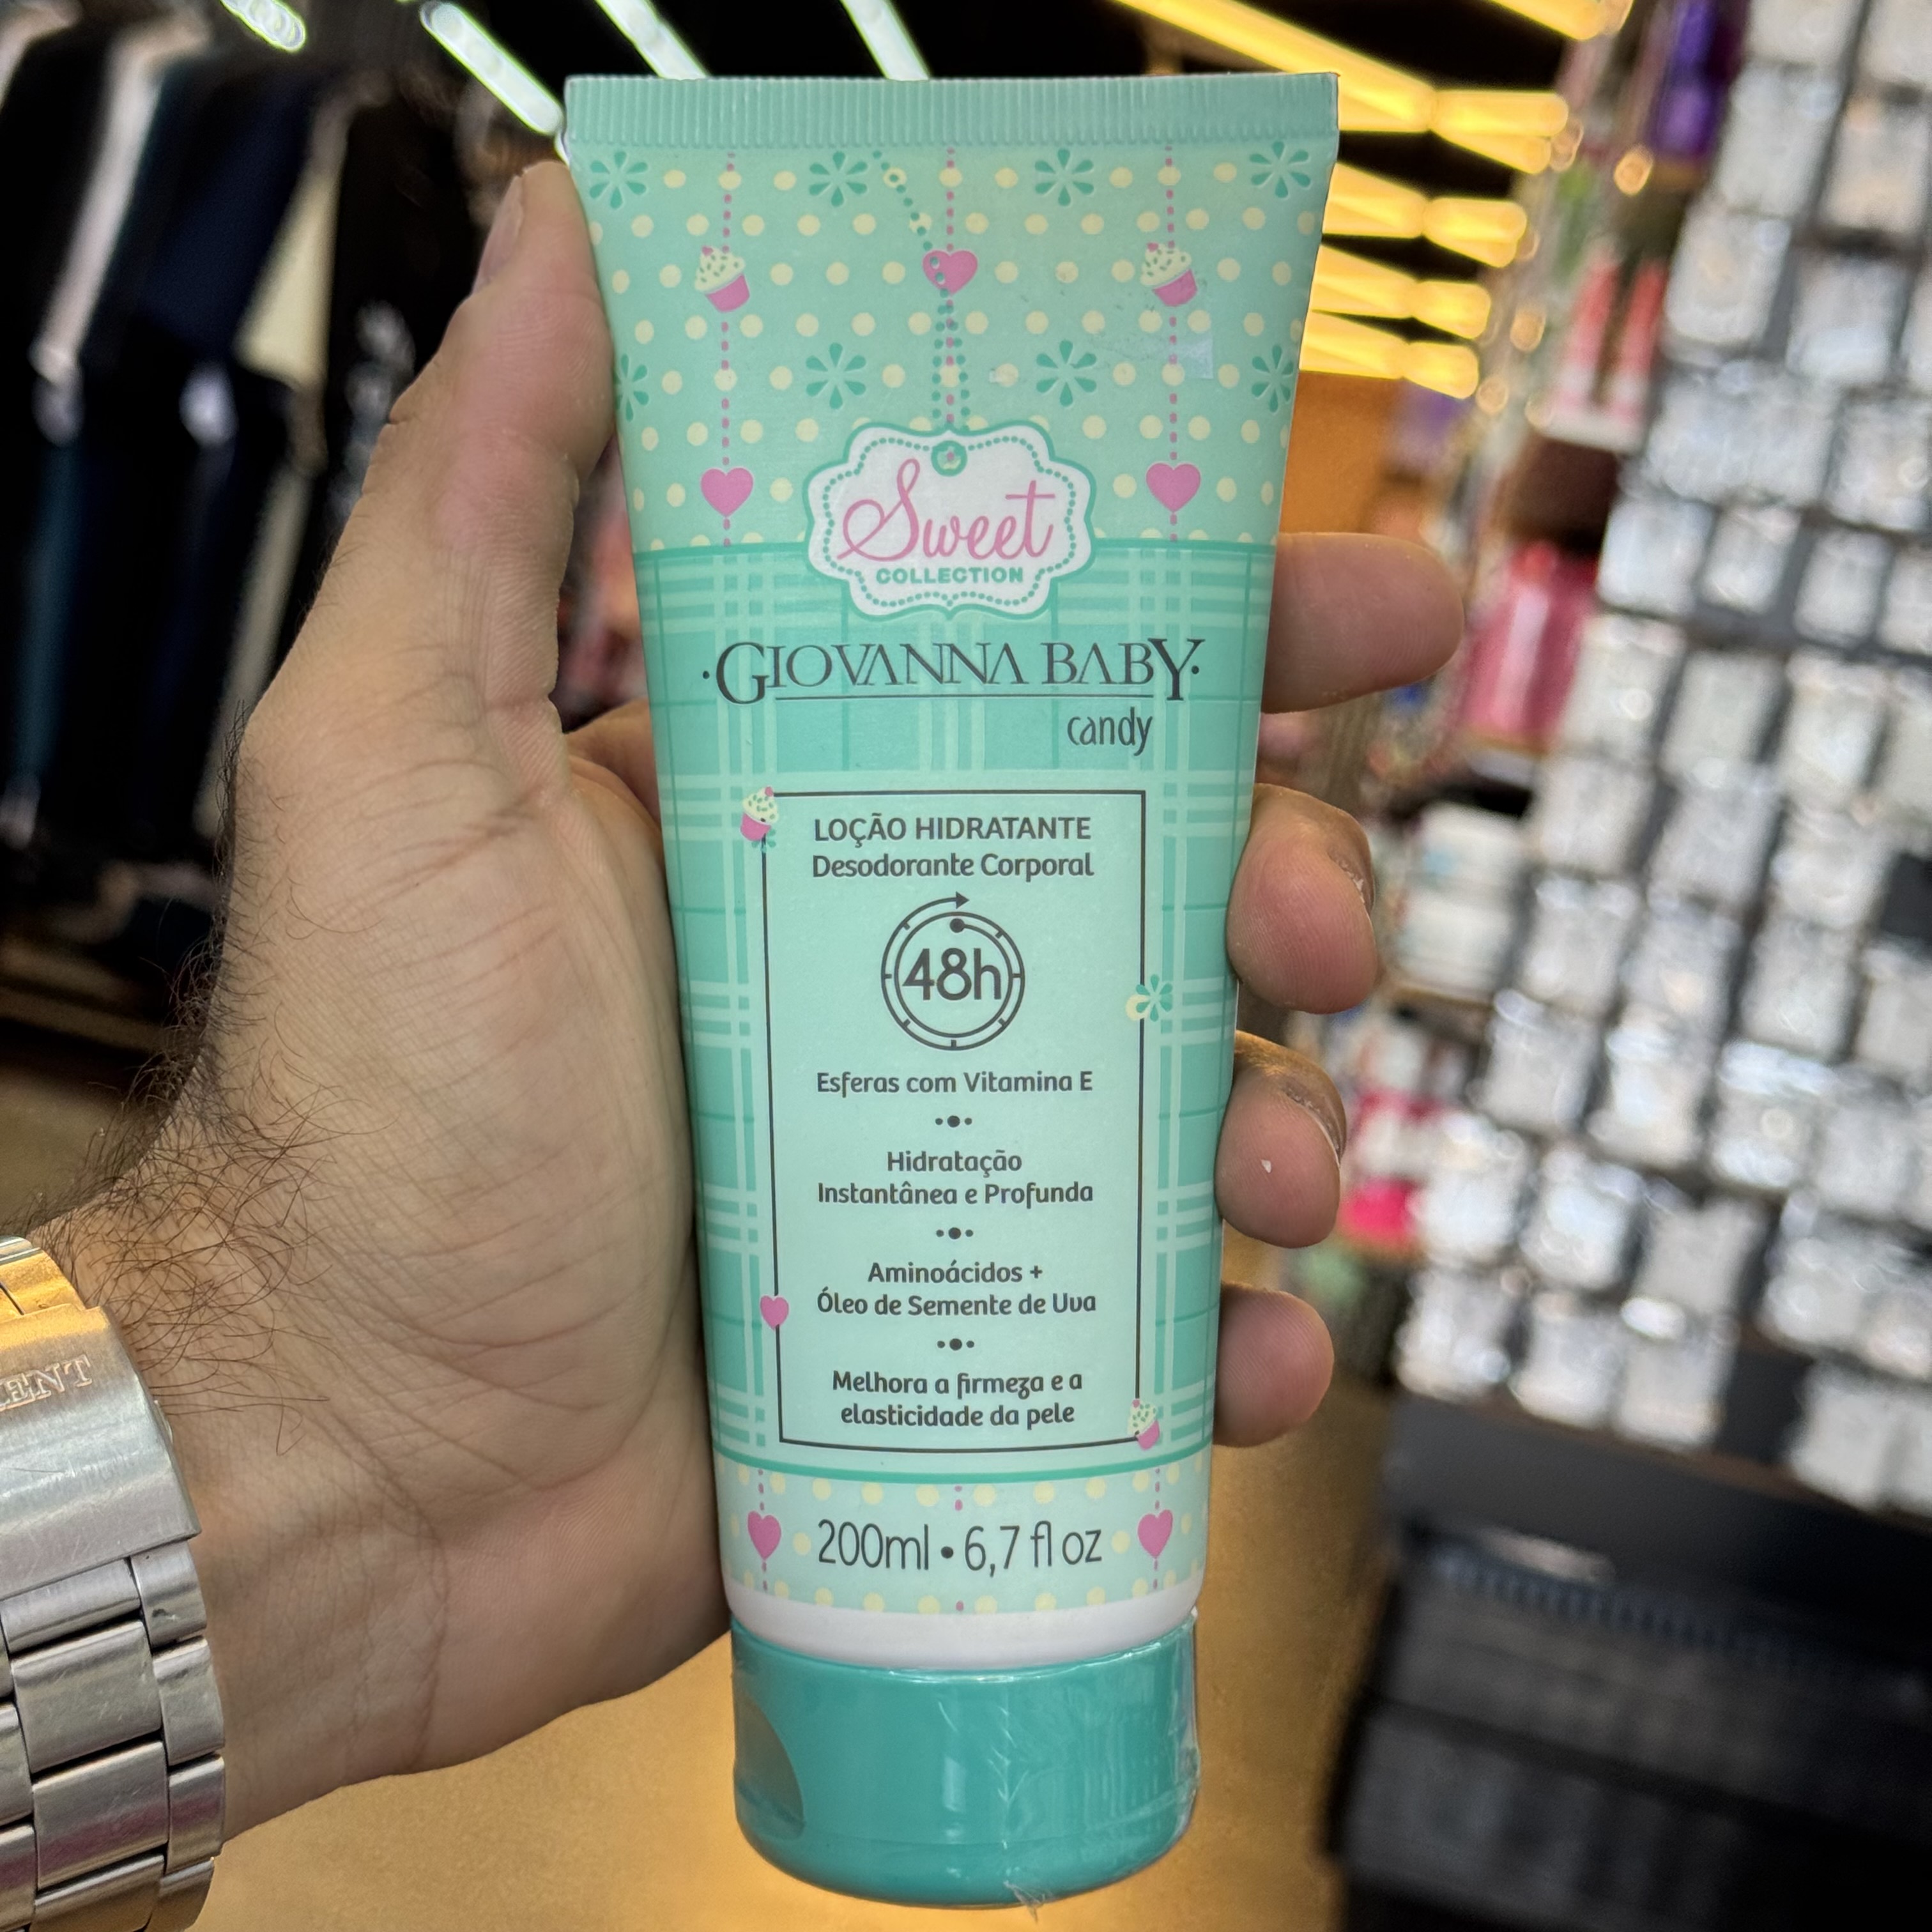 Sweet
COLLECTION
·GIOVANNA BABY·
candy
LOÇÃO HIDRATANTE
Desodorante Corporal
48h
Esferas com Vitamina E
Hidratação
Instantânea e Profunda
Aminoácidos +
Óleo de Semente de Uva
Melhora a firmeza e a
elasticidade da pele
200ml • 6,7 fl oz